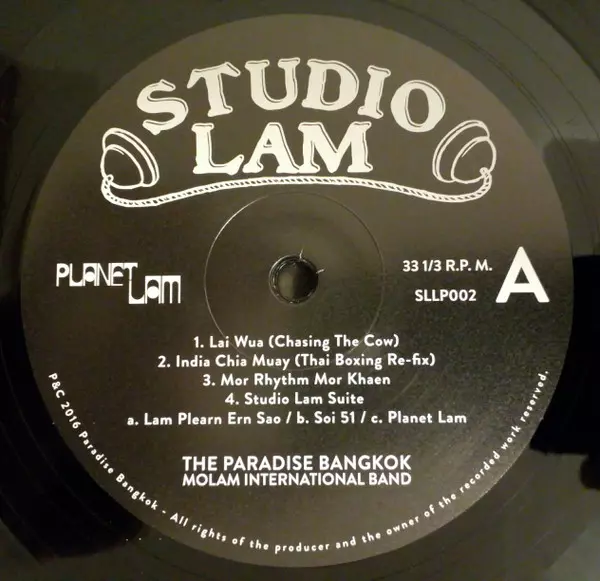 STUDIO
LAM
PLANET
LAM
33 1/3 R.P.M.
SLLP002
A
1. Lai Wua (Chasing The Cow)
2. India Chia Muay (Thai Boxing Re-fix)
3. Mor Rhythm Mor Khaen
4. Studio Lam Suite
a. Lam Plearn Ern Sao / b. Soi 51 / c. Planet Lam
THE PARADISE BANGKOK
MOLAM INTERNATIONAL BAND
P&C 2016 Paradise Bangkok - All rights of the producer and the owner of the recorded work reserved.